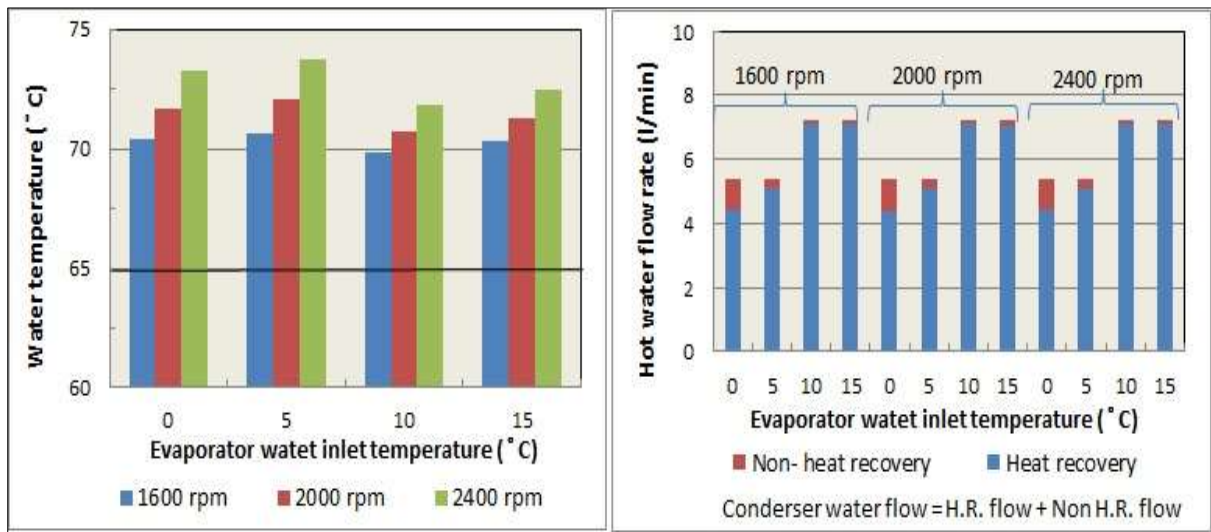 75
70
65
60
Water temperature (˚C)
0 5 10 15
Evaporator watet inlet temperature (˚C)
1600 rpm 2000 rpm 2400 rpm
10
8
6
4
2
0
Hot water flow rate (l/min)
1600 rpm 2000 rpm 2400 rpm
0 5 10 15 0 5 10 15 0 5 10 15
Evaporator watet inlet temperature (˚C)
Non- heat recovery Heat recovery
Conderser water flow = H.R. flow + Non H.R. flow